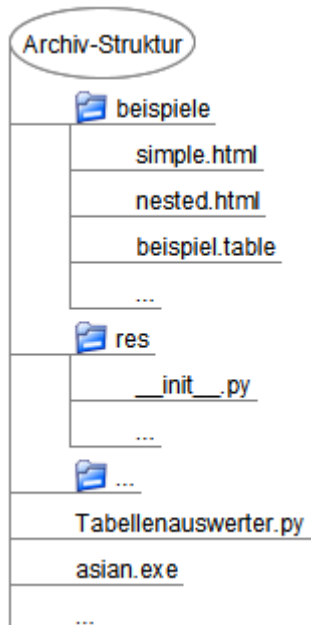 Archiv-Struktur
beispiele
simple.html
nested.html
beispiel.table
...
res
__init__.py
...
...
Tabellenauswerter.py
asian.exe
...